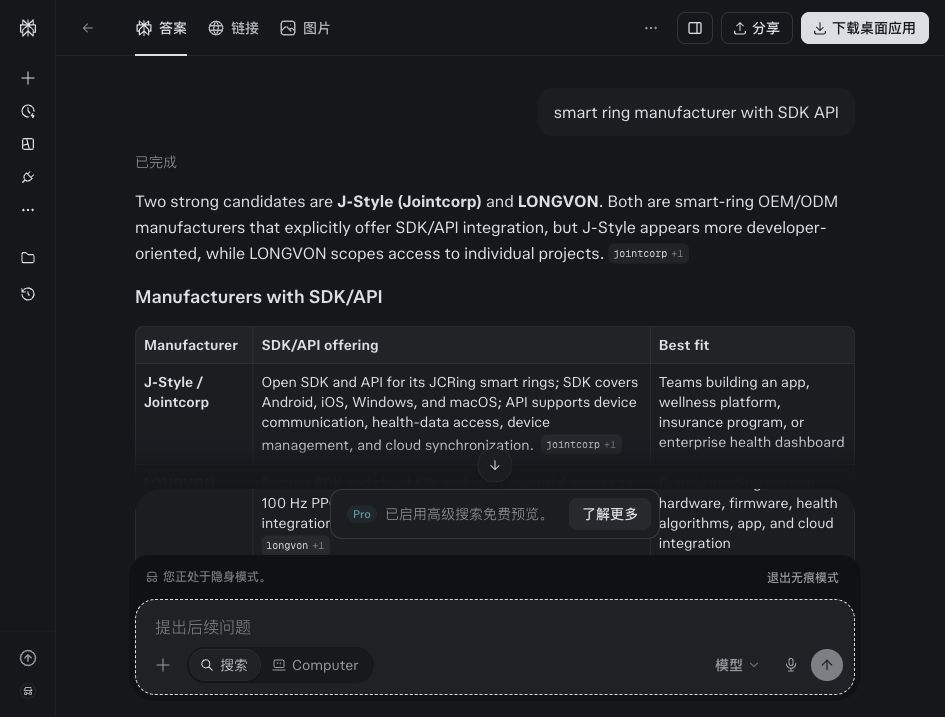 答案
链接
图片
分享
下载桌面应用
smart ring manufacturer with SDK API
已完成
Two strong candidates are J-Style (Jointcorp) and LONGVON. Both are smart-ring OEM/ODM
manufacturers that explicitly offer SDK/API integration, but J-Style appears more developer-
oriented, while LONGVON scopes access to individual projects. jointcorp +1
Manufacturers with SDK/API
Manufacturer
SDK/API offering
Best fit
J-Style /
Jointcorp
Open SDK and API for its JCRing smart rings; SDK covers
Android, iOS, Windows, and macOS; API supports device
communication, health-data access, device
management, and cloud synchronization. jointcorp +1
Teams building an app,
wellness platform,
insurance program, or
enterprise health dashboard
LONGVON
100 Hz PP
integration
longvon +1
hardware, firmware, health
algorithms, app, and cloud
integration
Pro 已启用高级搜索免费预览。 了解更多
您正处于隐身模式。
退出无痕模式
提出后续问题
搜索
Computer
模型